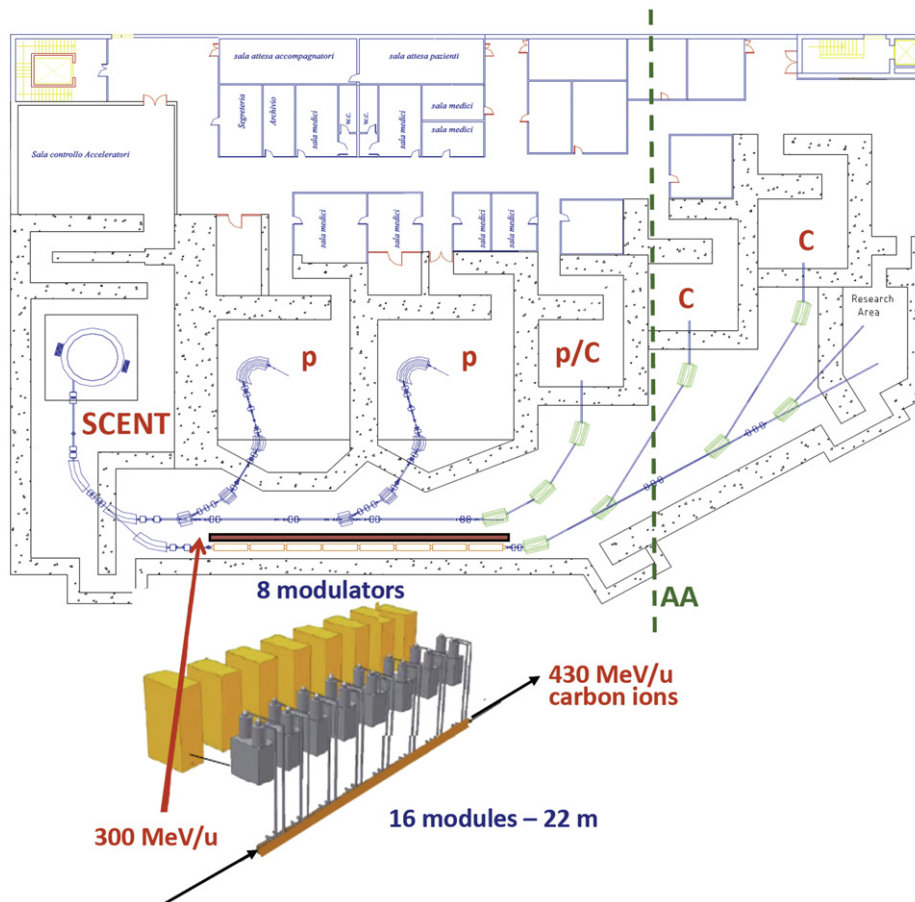 sala attesa accompagnatori
sala attesa pazienti
Segreteria
Archivio
sala medici
w.c.
w.c.
sala medici
sala medici
sala medici
Sala controllo Acceleratori
sala medici
sala medici
sala medici
sala medici
C
C
Research
Area
p
p
p/C
SCENT
AA
8 modulators
430 MeV/u
carbon ions
16 modules – 22 m
300 MeV/u